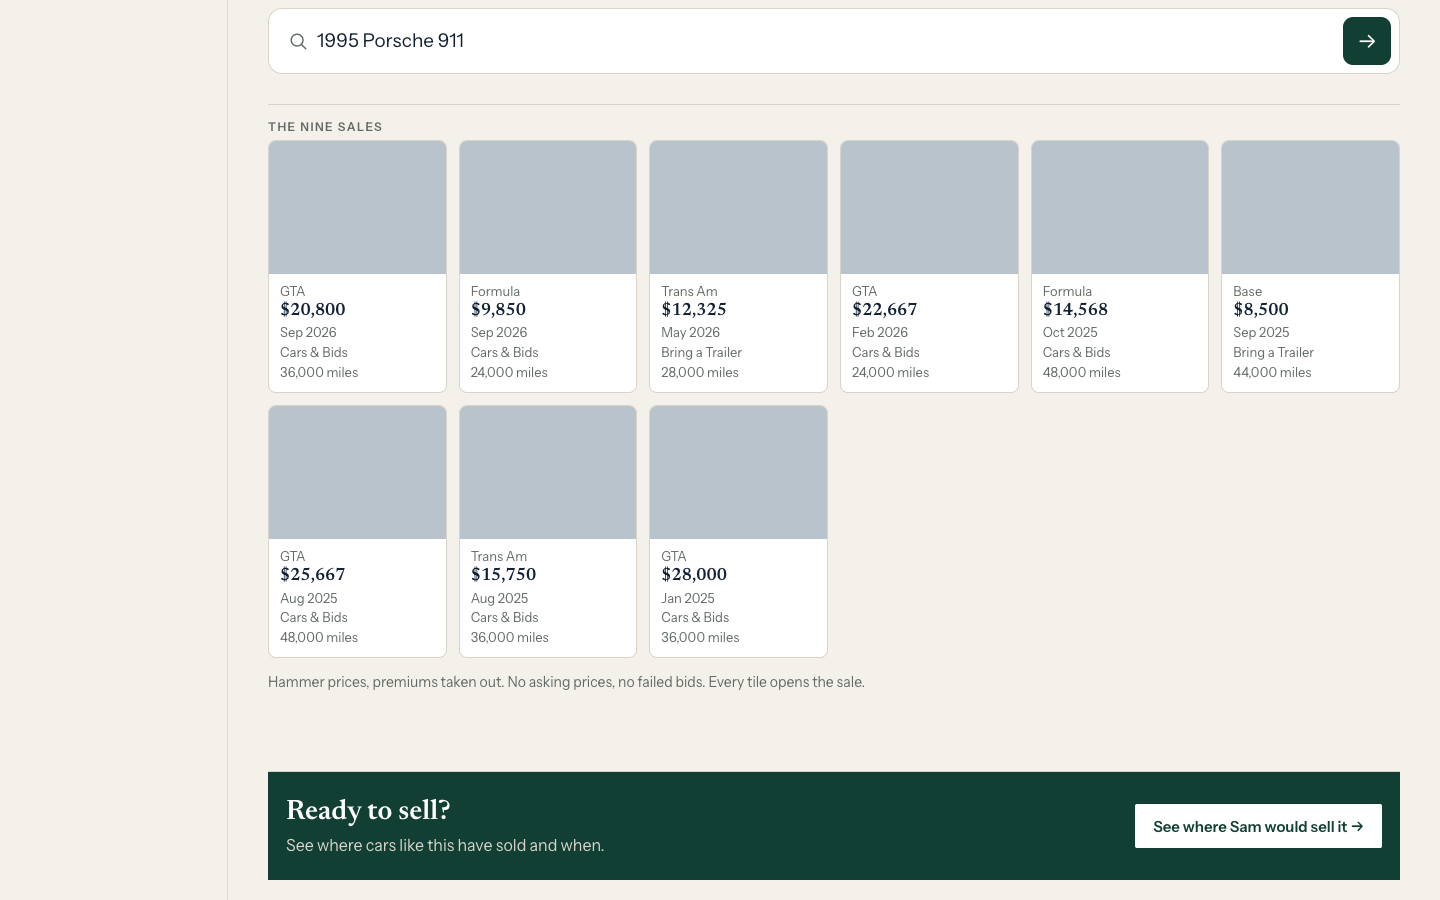 1995 Porsche 911
THE NINE SALES
GTA
$20,800
Sep 2026
Cars & Bids
36,000 miles
Formula
$9,850
Sep 2026
Cars & Bids
24,000 miles
Trans Am
$12,325
May 2026
Bring a Trailer
28,000 miles
GTA
$22,667
Feb 2026
Cars & Bids
24,000 miles
Formula
$14,568
Oct 2025
Cars & Bids
48,000 miles
Base
$8,500
Sep 2025
Bring a Trailer
44,000 miles
GTA
$25,667
Aug 2025
Cars & Bids
48,000 miles
Trans Am
$15,750
Aug 2025
Cars & Bids
36,000 miles
GTA
$28,000
Jan 2025
Cars & Bids
36,000 miles
Hammer prices, premiums taken out. No asking prices, no failed bids. Every tile opens the sale.
Ready to sell?
See where cars like this have sold and when.
See where Sam would sell it →